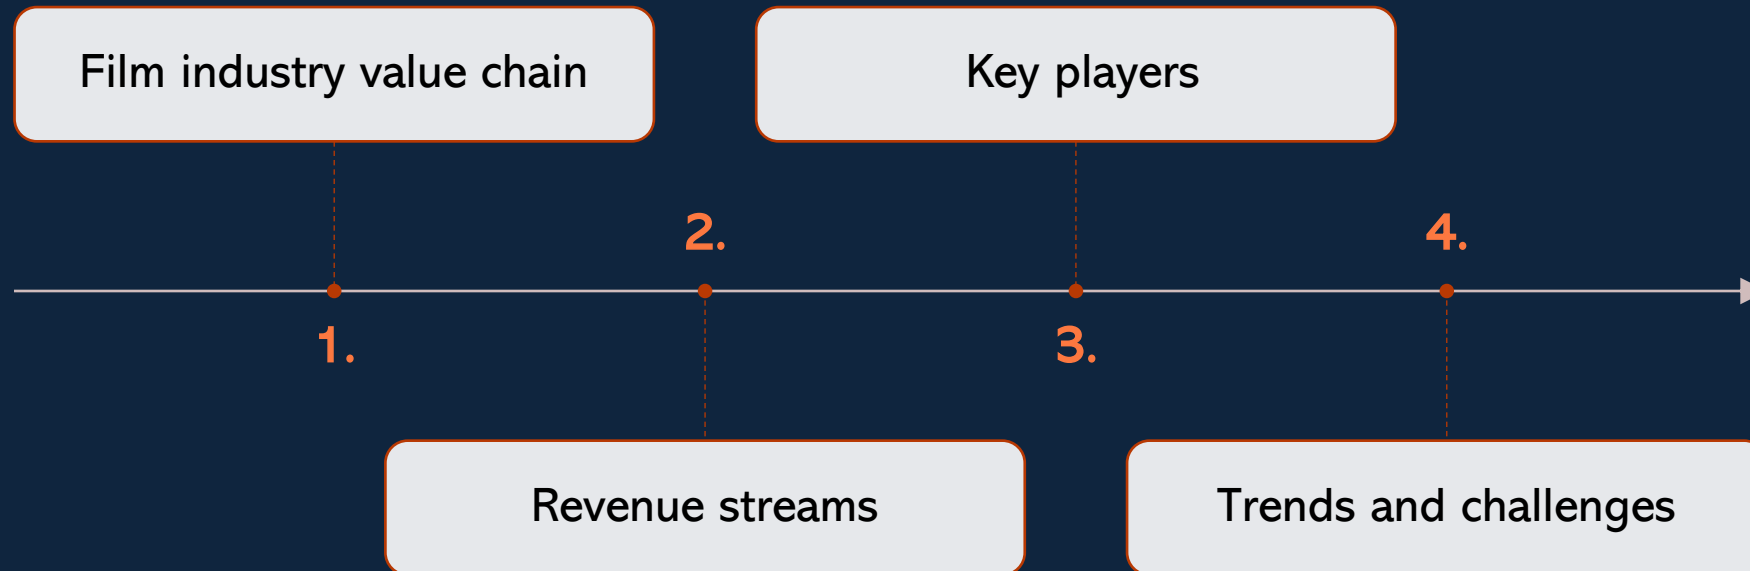 Film industry value chain
Key players
2.
4.
1.
3.
Revenue streams
Trends and challenges